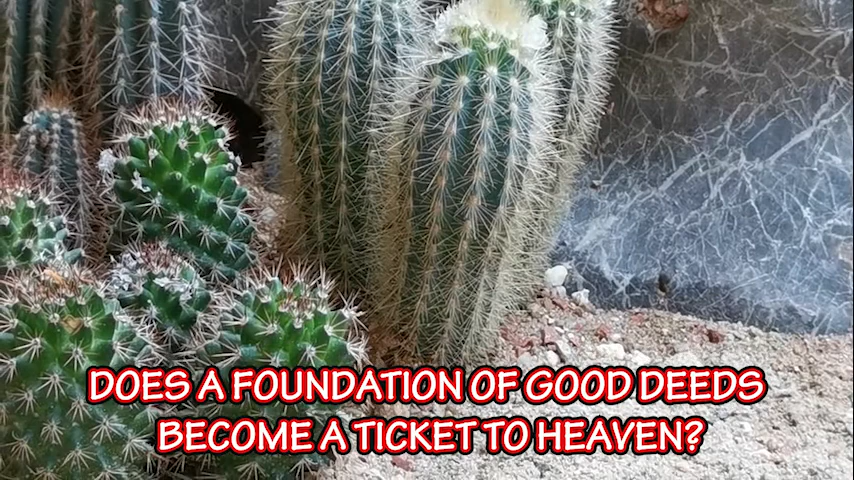 DOES A FOUNDATION OF GOOD DEEDS
BECOME A TICKET TO HEAVEN?